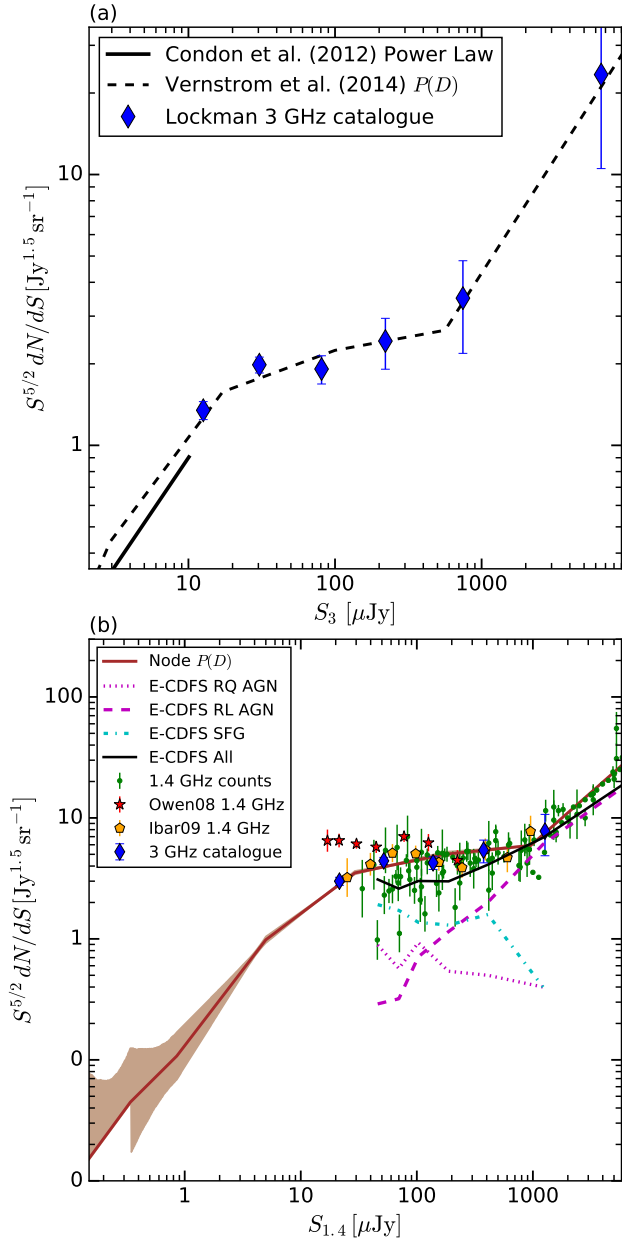 (a)
Condon et al. (2012) Power Law
Vernstrom et al. (2014) P(D)
Lockman 3 GHz catalogue
10
1
S^{5/2} dN/dS [Jy^{1.5} sr^{-1}]
10 100 1000
S_3 [μJy]
(b)
Node P(D)
E-CDFS RQ AGN
E-CDFS RL AGN
E-CDFS SFG
E-CDFS All
1.4 GHz counts
Owen08 1.4 GHz
Ibar09 1.4 GHz
3 GHz catalogue
100
10
1
0
0
S^{5/2} dN/dS [Jy^{1.5} sr^{-1}]
1 10 100 1000
S_{1.4} [μJy]